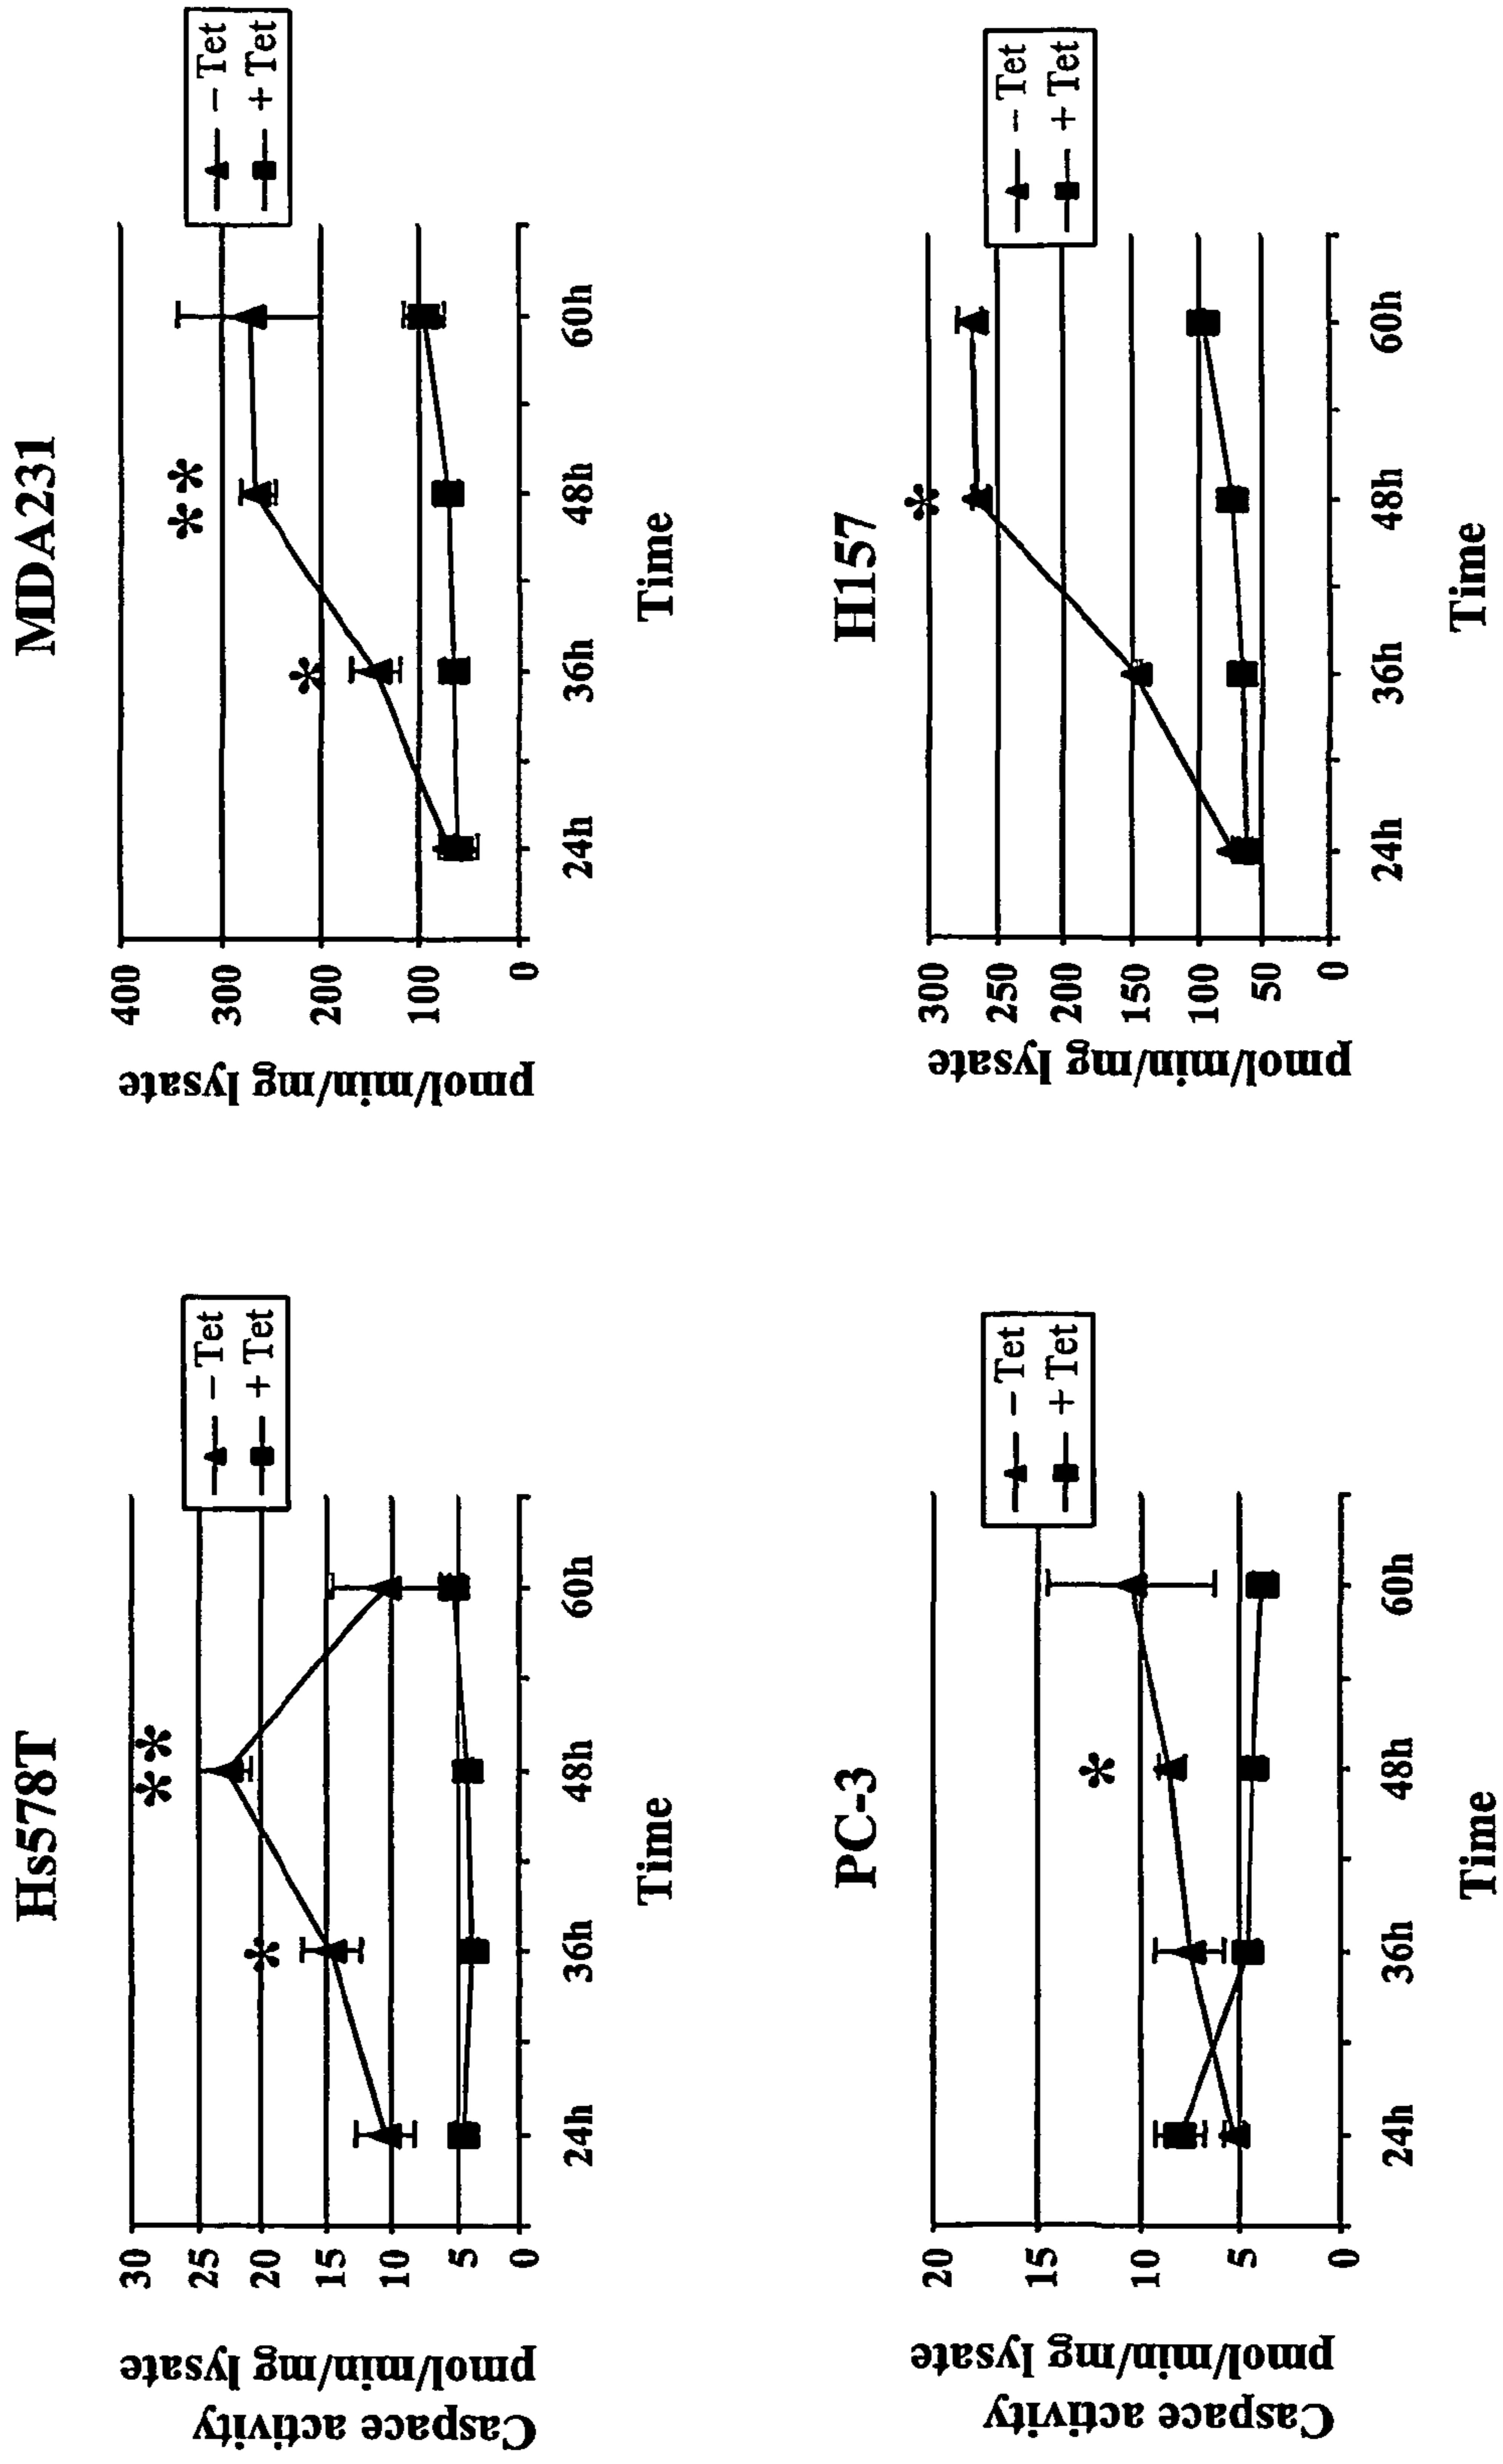 Hs578T
Caspace activity
pmol/min/mg lysate
30
25
20
15
10
5
0
24h
36h
48h
60h
Time
* 
**
– Tet
+ Tet
MDA231
pmol/min/mg lysate
400
300
200
100
0
24h
36h
48h
60h
Time
*
**
– Tet
+ Tet
PC-3
Caspace activity
pmol/min/mg lysate
20
15
10
5
0
24h
36h
48h
60h
Time
*
– Tet
+ Tet
H157
pmol/min/mg lysate
300
250
200
150
100
50
0
24h
36h
48h
60h
Time
*
– Tet
+ Tet